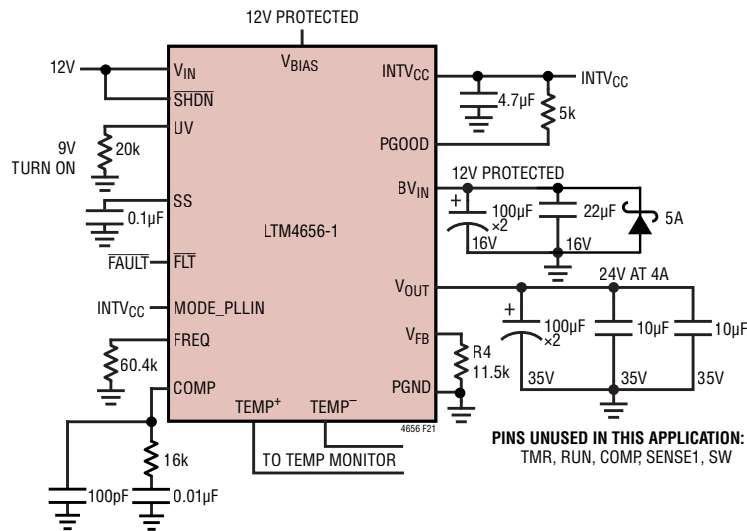 12V PROTECTED
12V
VIN
VBIAS
INTVCC
INTVCC
SHDN
4.7µF
5k
UV
9V
TURN ON
20k
PGOOD
12V PROTECTED
BVIN
SS
0.1µF
+
100µF
×2
22µF
5A
LTM4656-1
16V
16V
FAULT
FLT
24V AT 4A
VOUT
INTVCC
MODE_PLLIN
+
100µF
×2
10µF
10µF
FREQ
VFB
60.4k
R4
11.5k
COMP
PGND
35V
35V
35V
TEMP+
TEMP–
4656 F21
16k
TO TEMP MONITOR
PINS UNUSED IN THIS APPLICATION:
TMR, RUN, COMP, SENSE1, SW
100pF
0.01µF